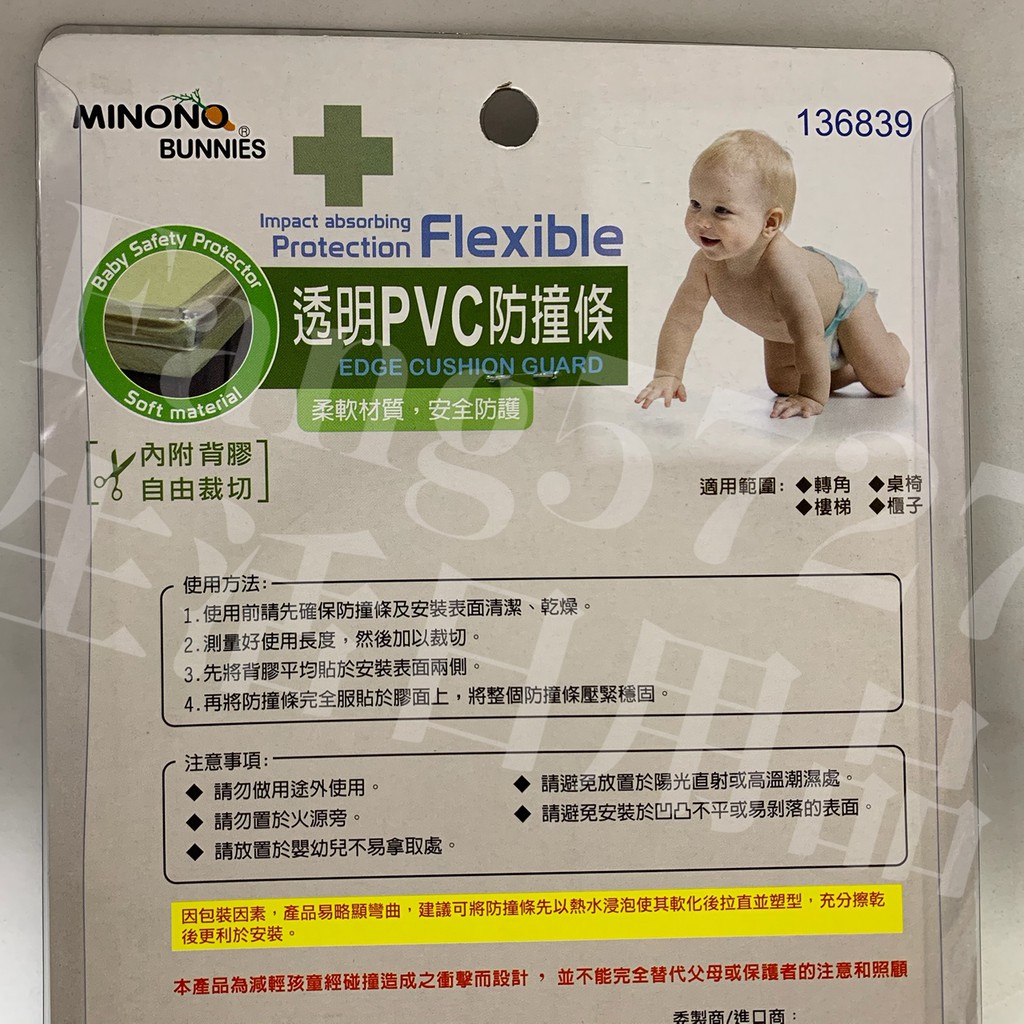 MINONO®
BUNNIES
136839
Impact absorbing
Protection Flexible
Baby Safety Protector
Soft material
透明PVC防撞條
EDGE CUSHION GUARD
柔軟材質，安全防護
內附背膠
自由裁切
適用範圍: ◆轉角 ◆桌椅
◆樓梯 ◆櫃子
使用方法:
1.使用前請先確保防撞條及安裝表面清潔、乾燥。
2.測量好使用長度，然後加以裁切。
3.先將背膠平均貼於安裝表面兩側。
4.再將防撞條完全服貼於膠面上，將整個防撞條壓緊穩固。
注意事項:
◆ 請勿做用途外使用。
◆ 請勿置於火源旁。
◆ 請放置於嬰幼兒不易拿取處。
◆ 請避免放置於陽光直射或高溫潮濕處。
◆ 請避免安裝於凹凸不平或易剝落的表面。
因包裝因素，產品易略顯彎曲，建議可將防撞條先以熱水浸泡使其軟化後拉直並塑型，充分擦乾
後更利於安裝。
本產品為減輕孩童經碰撞造成之衝擊而設計，並不能完全替代父母或保護者的注意和照顧
委製商/進口商：
Fang5727
生活日用品